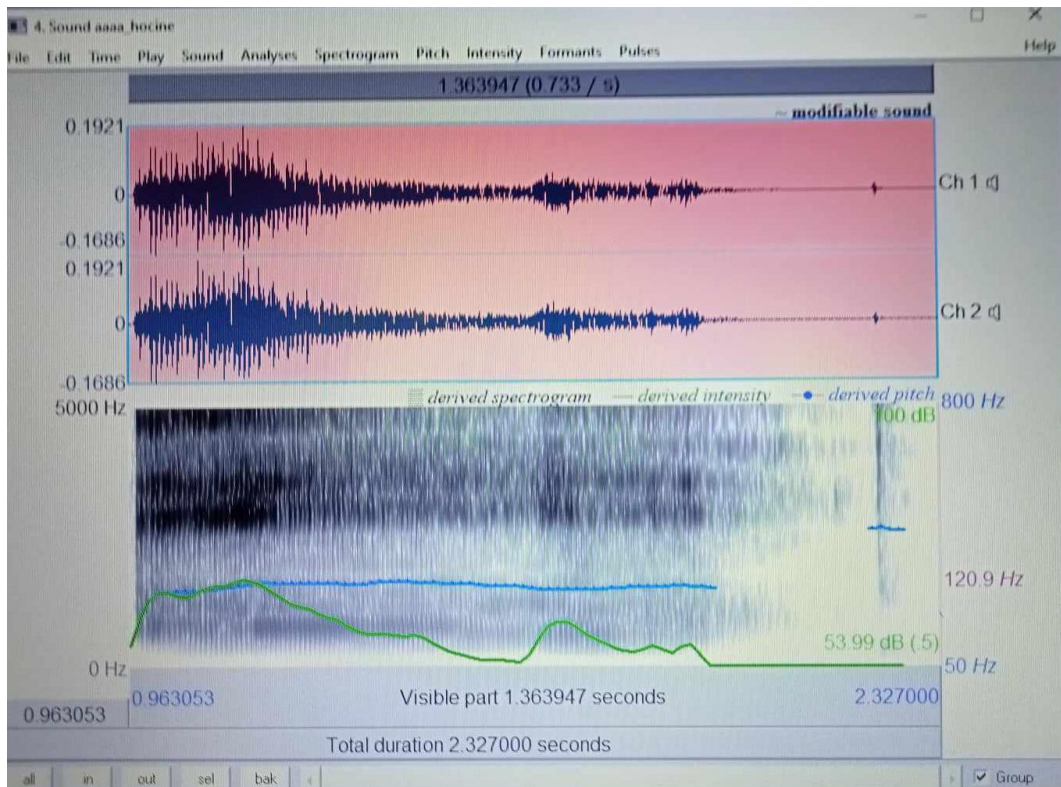 4. Sound aaaa_hocine
File Edit Time Play Sound Analyses Spectrogram Pitch Intensity Formants Pulses Help
1.363947 (0.733 / s)
~ modifiable sound
0.1921
0
-0.1686
Ch 1
0.1921
0
-0.1686
Ch 2
derived spectrogram derived intensity derived pitch
5000 Hz
800 Hz
100 dB
120.9 Hz
53.99 dB (.5)
0 Hz
50 Hz
0.963053 Visible part 1.363947 seconds 2.327000
0.963053
Total duration 2.327000 seconds
all in out sel bak Group